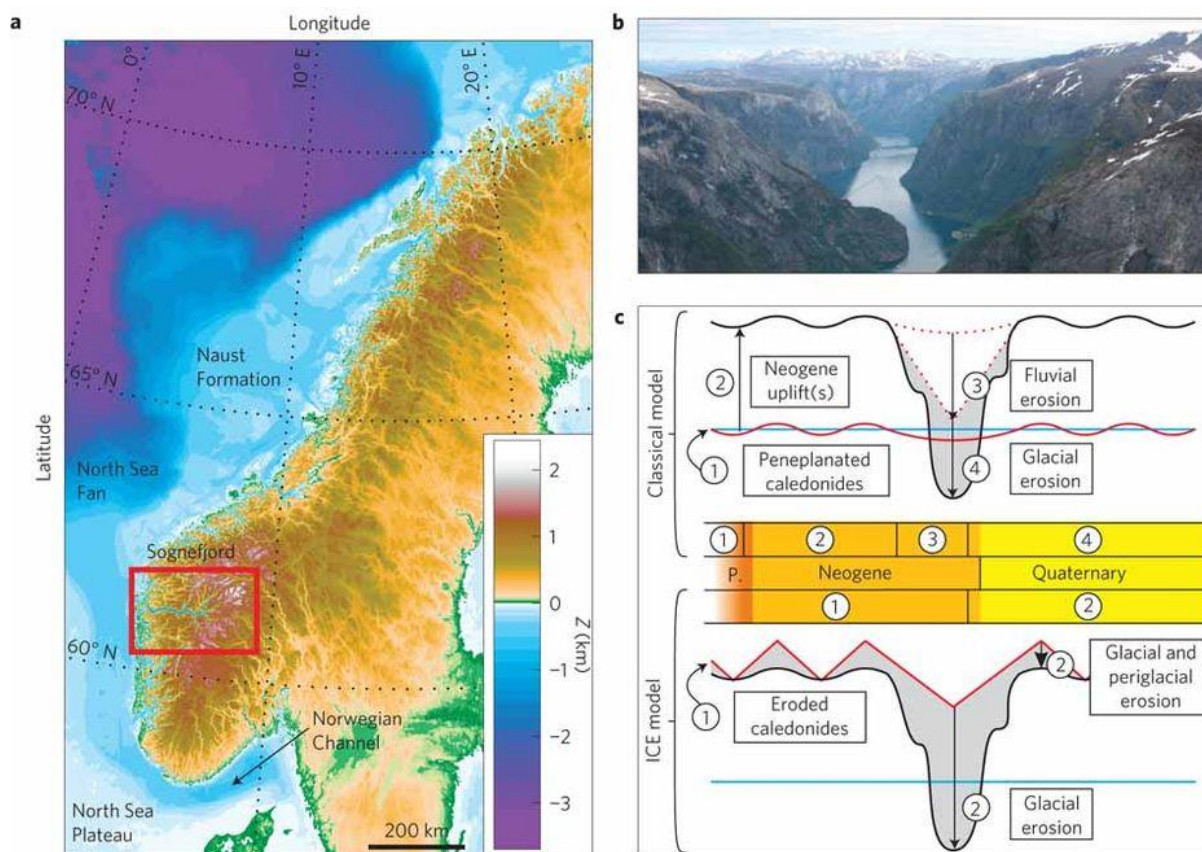 a
Longitude
0°
10° E
20° E
70° N
65° N
60° N
Latitude
Naust
Formation
North Sea
Fan
Sognefjord
Norwegian
Channel
North Sea
Plateau
200 km
2
1
0
−1
−2
−3
Z (km)
b
c
Classical model
2
Neogene
uplift(s)
3
Fluvial
erosion
1
Peneplanated
caledonides
4
Glacial
erosion
1
2
3
4
P.
Neogene
Quaternary
1
2
ICE model
1
Eroded
caledonides
2
Glacial and
periglacial
erosion
2
Glacial
erosion